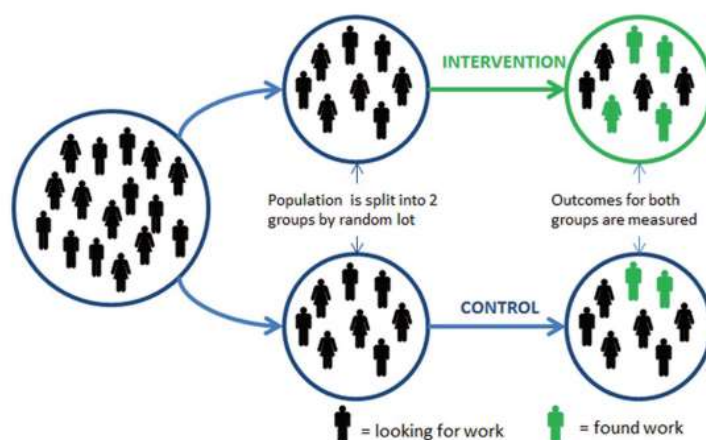 INTERVENTION
Population is split into 2
groups by random lot
Outcomes for both
groups are measured
CONTROL
= looking for work
= found work